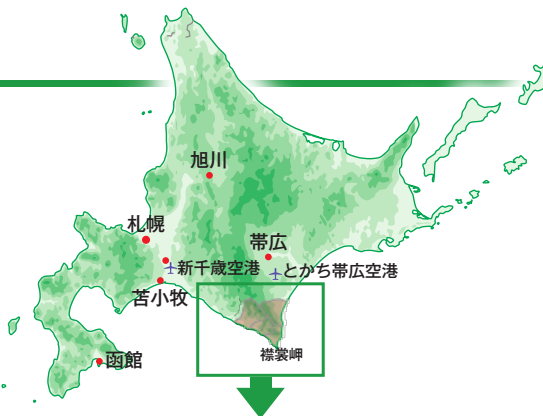 旭川
札幌
帯広
新千歳空港
とかち帯広空港
苫小牧
襟裳岬
函館